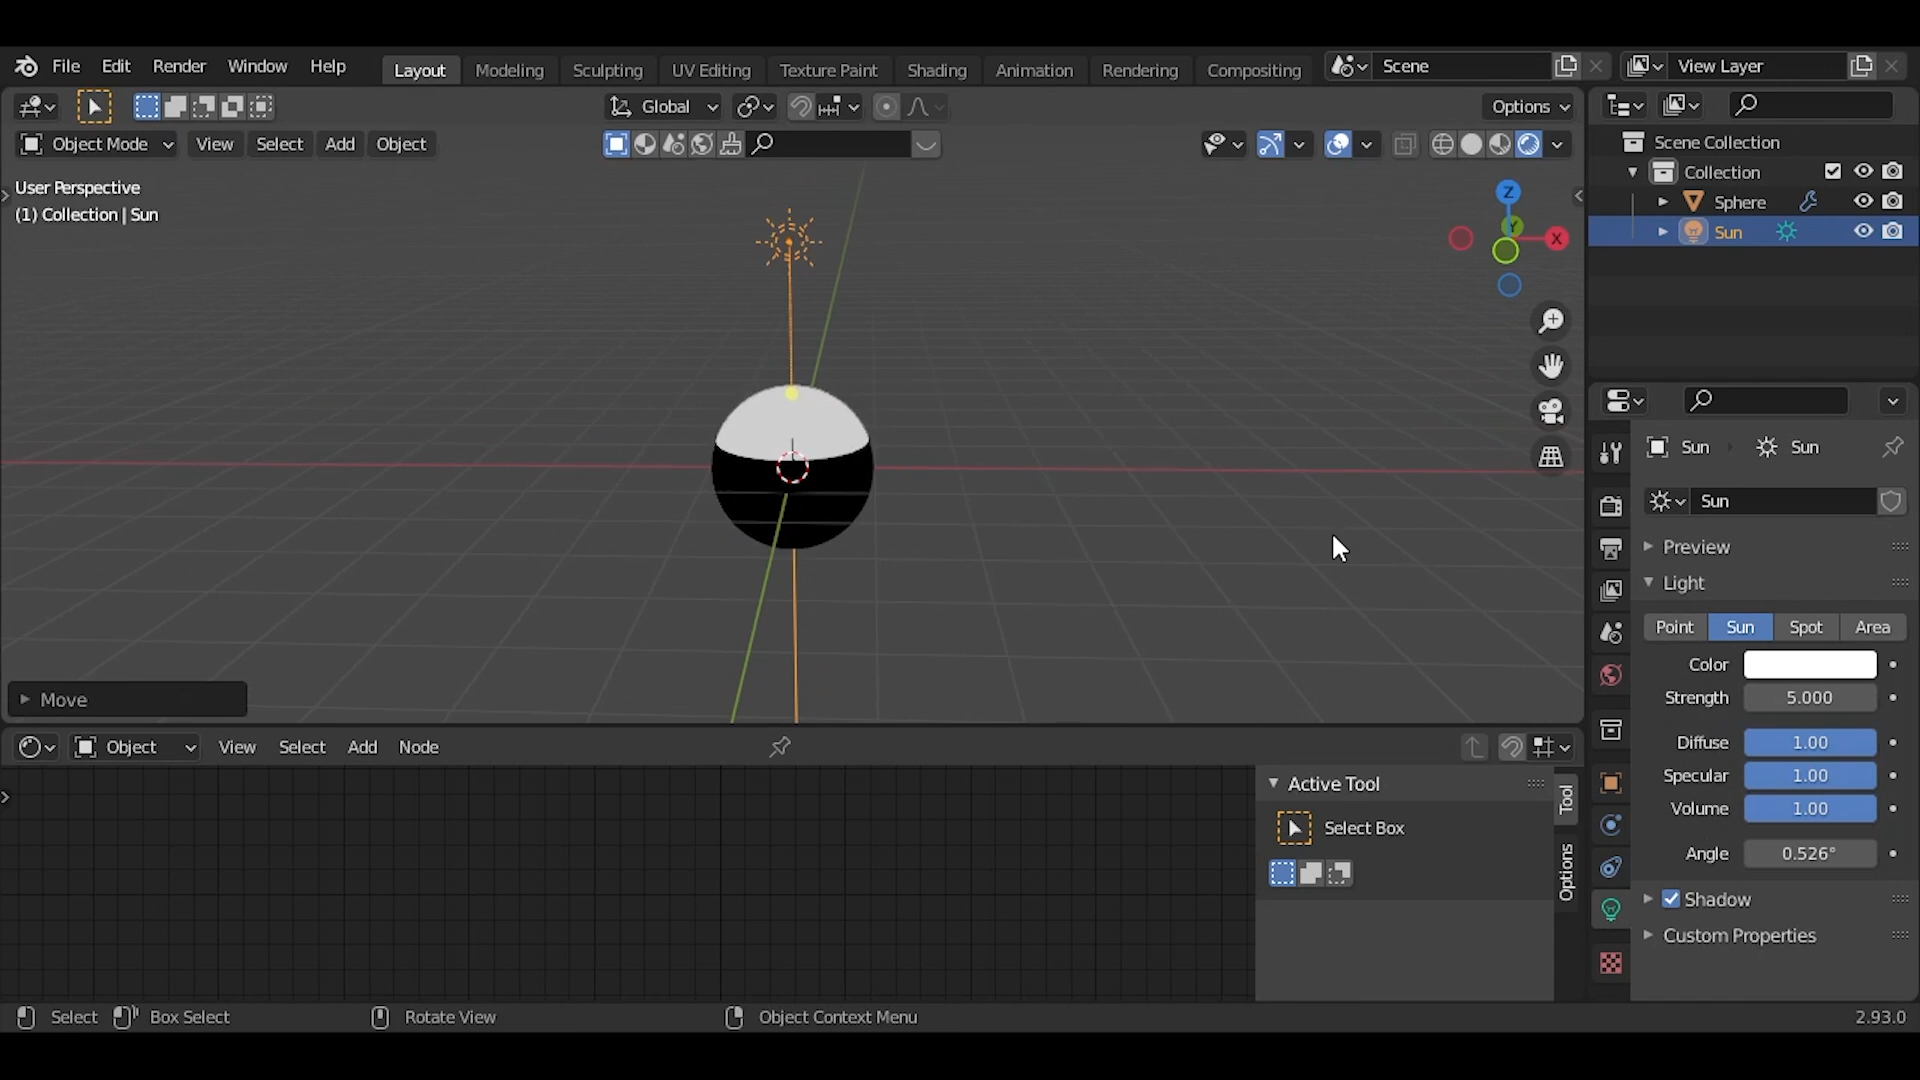 File Edit Render Window Help Layout Modeling Sculpting UV Editing Texture Paint Shading Animation Rendering Compositing Scene View Layer
Global Options
Object Mode View Select Add Object
User Perspective
(1) Collection | Sun
Z
Y
X
Move
Scene Collection
Collection
Sphere
Sun
Sun Sun
Sun
Preview
Light
Point Sun Spot Area
Color
Strength 5.000
Diffuse 1.00
Specular 1.00
Volume 1.00
Angle 0.526°
Shadow
Custom Properties
Object View Select Add Node
Active Tool
Select Box
Tool
Options
Select Box Select Rotate View Object Context Menu 2.93.0